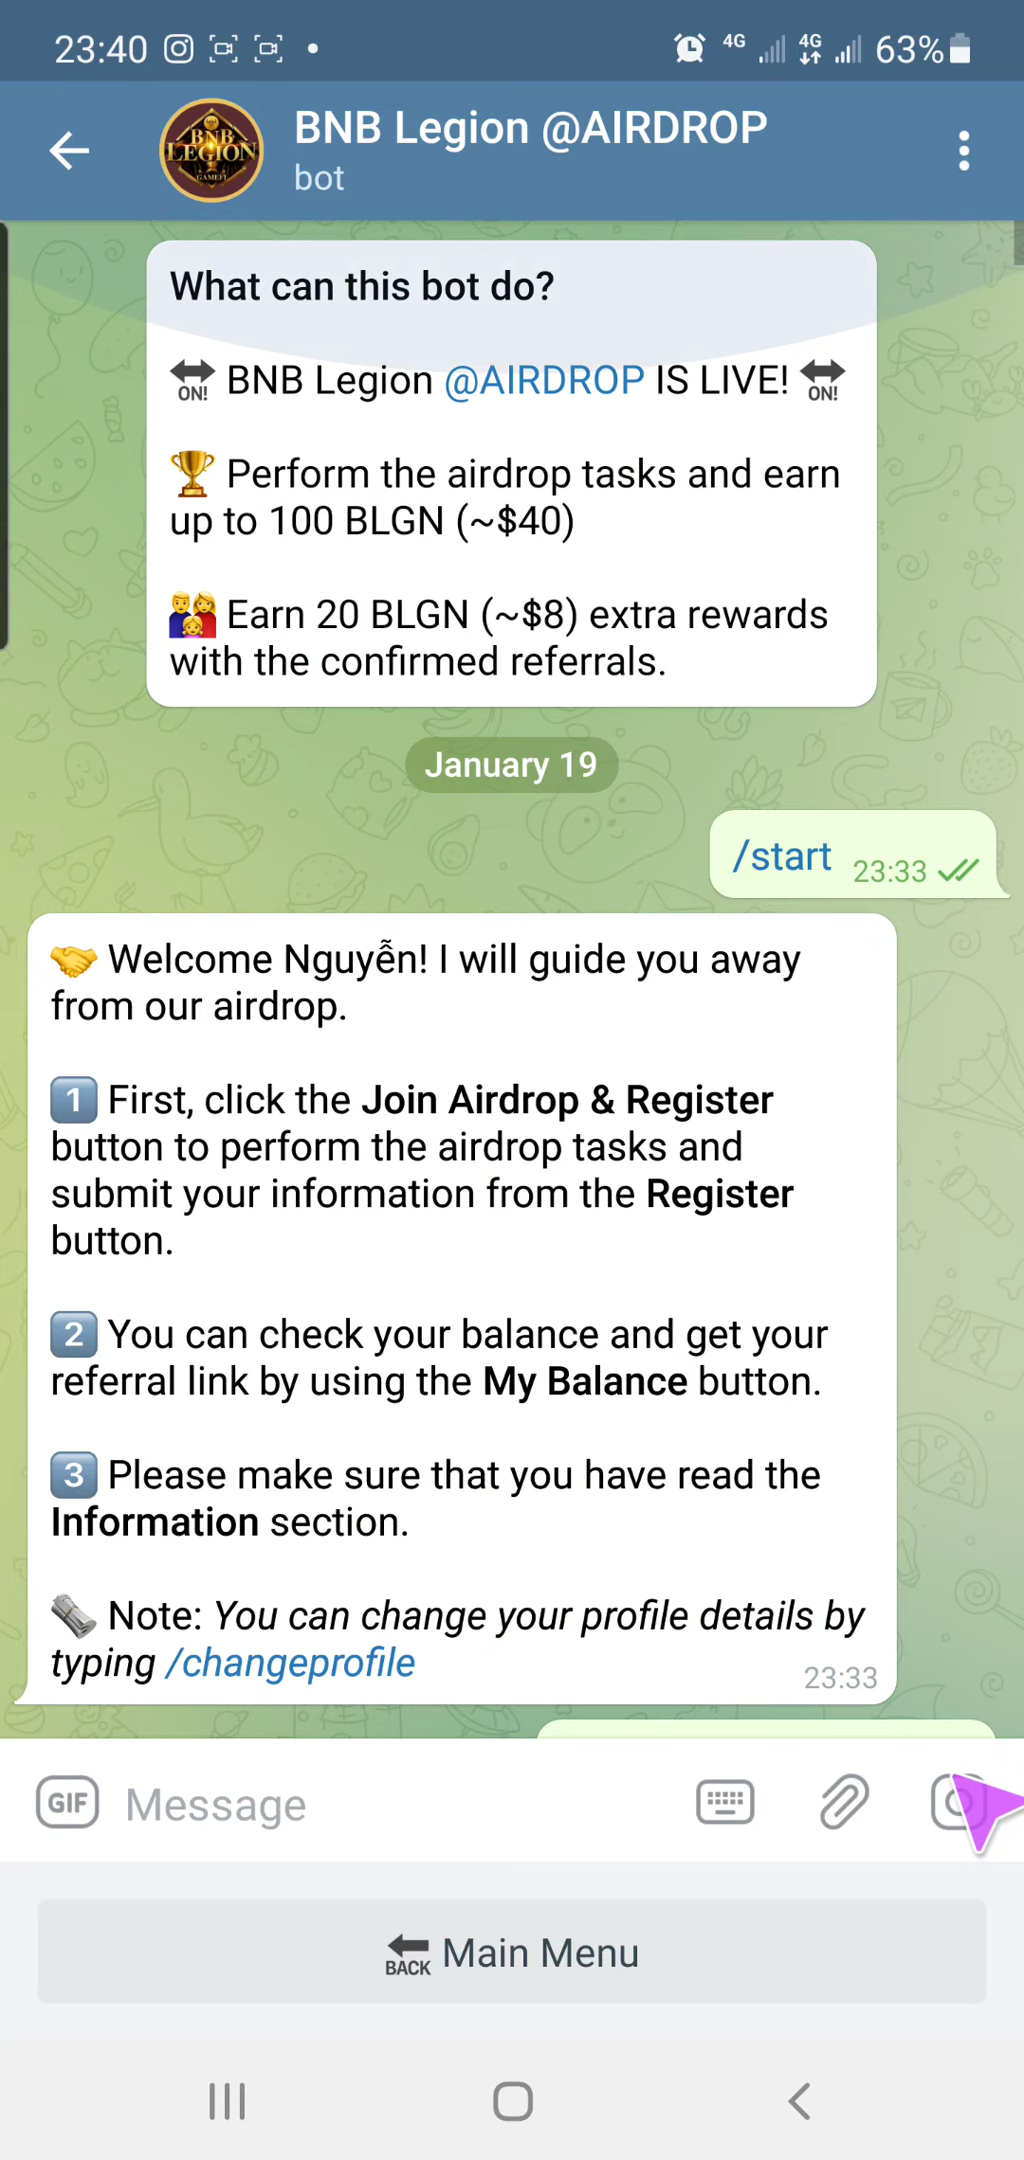 23:40
4G 4G 63%
BNB
LEGION
GAMEFI
BNB Legion @AIRDROP
bot
What can this bot do?
ON! BNB Legion @AIRDROP IS LIVE! ON!
Perform the airdrop tasks and earn
up to 100 BLGN (~$40)
Earn 20 BLGN (~$8) extra rewards
with the confirmed referrals.
January 19
/start 23:33
Welcome Nguyễn! I will guide you away
from our airdrop.
1 First, click the Join Airdrop & Register
button to perform the airdrop tasks and
submit your information from the Register
button.
2 You can check your balance and get your
referral link by using the My Balance button.
3 Please make sure that you have read the
Information section.
Note: You can change your profile details by
typing /changeprofile
23:33
GIF Message
BACK Main Menu